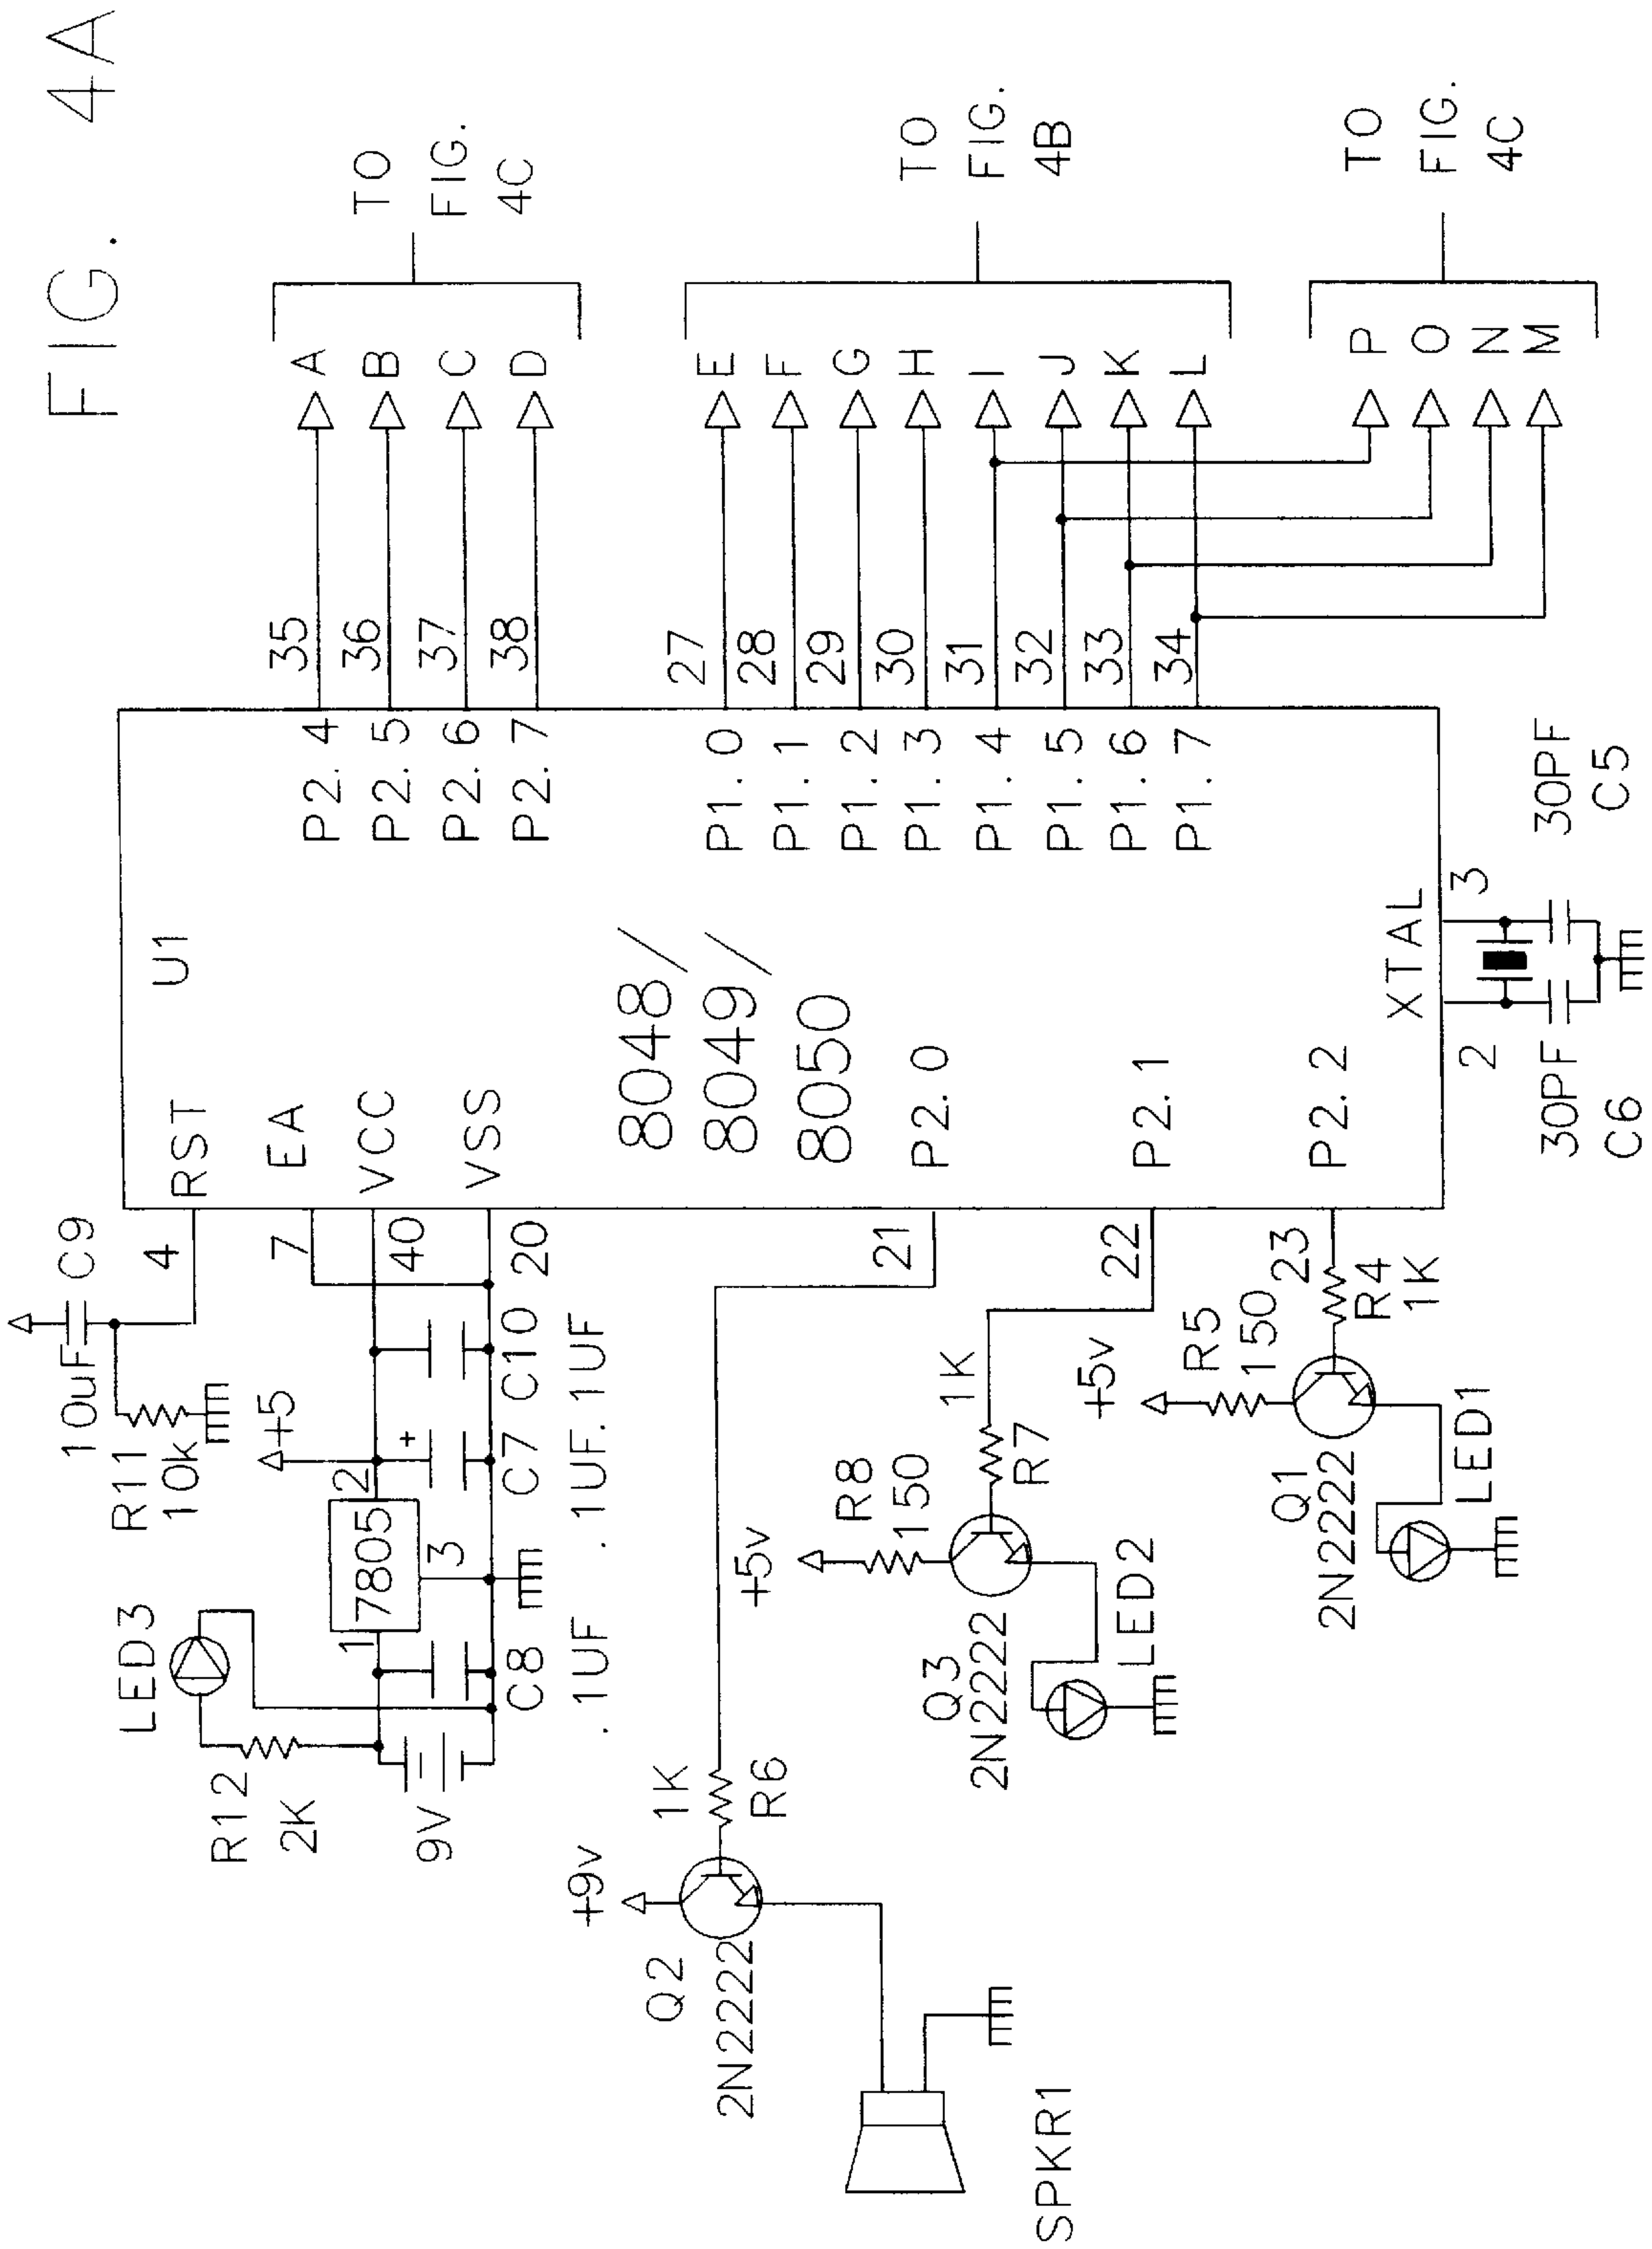 FIG. 4A
U1
8048/
8049/
8050
RST
EA
VCC
VSS
P2.0
P2.1
P2.2
XTAL
P2.4
P2.5
P2.6
P2.7
P1.0
P1.1
P1.2
P1.3
P1.4
P1.5
P1.6
P1.7
35
36
37
38
27
28
29
30
31
32
33
34
A
B
C
D
TO
FIG.
4C
E
F
G
H
I
J
K
L
TO
FIG.
4B
P
O
N
M
TO
FIG.
4C
4
7
40
20
21
22
23
2
3
30PF
C5
30PF
C6
C9
10uF
R11
10k
+5
7805
1
2
3
+
C10
.1UF
C7
.1UF
C8
.1UF
LED3
R12
2K
9V
+9v
1K
R6
Q2
2N2222
SPKR1
+5v
R8
150
1K
R7
Q3
2N2222
LED2
+5v
R5
150
R4
1K
Q1
2N2222
LED1